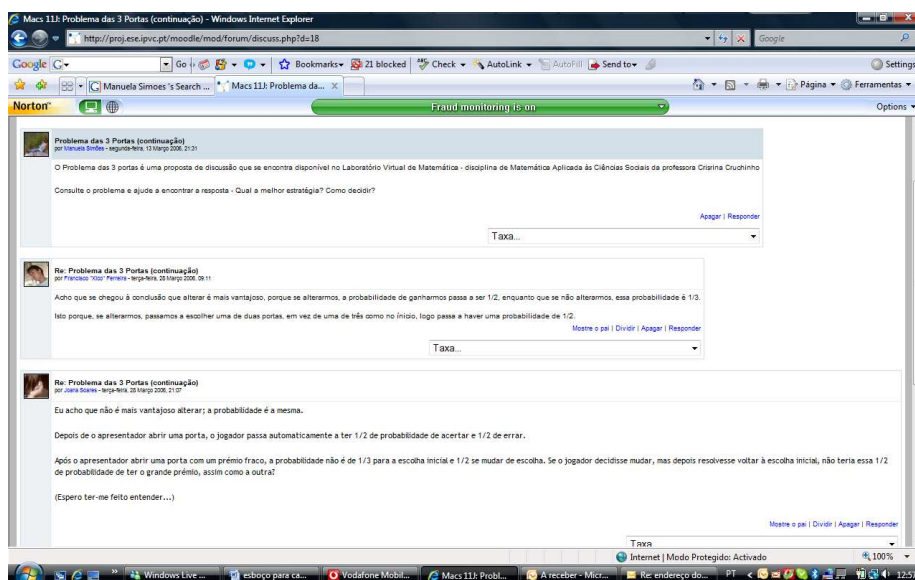 Macs 11J: Problema das 3 Portas (continuação) - Windows Internet Explorer
http://proj.ese.ipvc.pt/moodle/mod/forum/discuss.php?d=18
Google
Google
Go
Bookmarks
21 blocked
Check
AutoLink
AutoFill
Send to
Settings
Manuela Simoes 's Search ...
Macs 11J: Problema da...
Página
Ferramentas
Norton
Fraud monitoring is on
Options
Problema das 3 Portas (continuação)
por Manuela Simões - segunda-feira, 13 Março 2006, 21:31
O Problema das 3 portas é uma proposta de discussão que se encontra disponível no Laboratório Virtual de Matemática - disciplina de Matemática Aplicada às Ciências Sociais da professora Cristina Cruchinho
Consulte o problema e ajude a encontrar a resposta - Qual a melhor estratégia? Como decidir?
Apagar | Responder
Taxa...
Re: Problema das 3 Portas (continuação)
por Francisco "Xico" Ferreira - terça-feira, 28 Março 2006, 09:11
Acho que se chegou à conclusão que alterar é mais vantajoso, porque se alterarmos, a probabilidade de ganharmos passa a ser 1/2, enquanto que se não alterarmos, essa probabilidade é 1/3.
Isto porque, se alterarmos, passamos a escolher uma de duas portas, em vez de uma de três como no ínicio, logo passa a haver uma probabilidade de 1/2.
Mostre o pai | Dividir | Apagar | Responder
Taxa...
Re: Problema das 3 Portas (continuação)
por Joana Soares - terça-feira, 28 Março 2006, 21:07
Eu acho que não é mais vantajoso alterar; a probabilidade é a mesma.
Depois de o apresentador abrir uma porta, o jogador passa automaticamente a ter 1/2 de probabilidade de acertar e 1/2 de errar.
Após o apresentador abrir uma porta com um prémio fraco, a probabilidade não é de 1/3 para a escolha inicial e 1/2 se mudar de escolha. Se o jogador decidisse mudar, mas depois resolvesse voltar à escolha inicial, não teria essa 1/2
de probabilidade de ter o grande prémio, assim como a outra?
(Espero ter-me feito entender...)
Mostre o pai | Dividir | Apagar | Responder
Taxa
Internet | Modo Protegido: Activado
100%
Windows Live ...
esboço para ca...
Vodafone Mobil...
Macs 11J: Probl...
A receber - Micr...
Re: endereço do...
PT